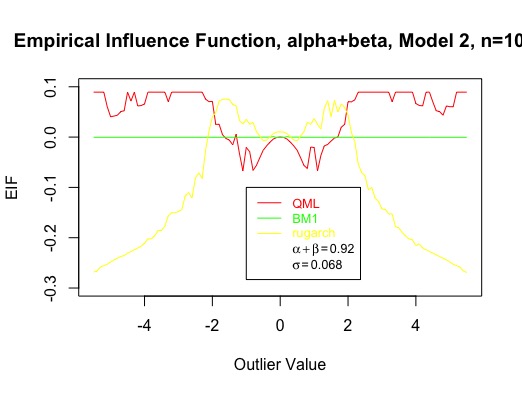 Empirical Influence Function, alpha+beta, Model 2, n=10
EIF
0.1
0.0
-0.1
-0.2
-0.3
QML
BM1
rugarch
α+β=0.92
σ=0.068
-4 -2 0 2 4
Outlier Value